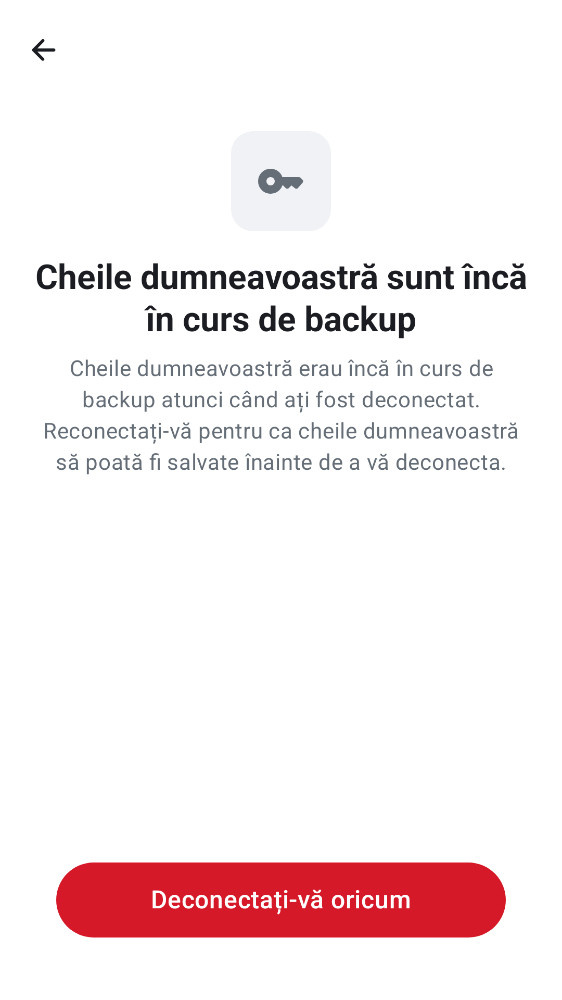 Cheile dumneavoastră sunt încă
în curs de backup
Cheile dumneavoastră erau încă în curs de
backup atunci când ați fost deconectat.
Reconectați-vă pentru ca cheile dumneavoastră
să poată fi salvate înainte de a vă deconecta.
Deconectați-vă oricum